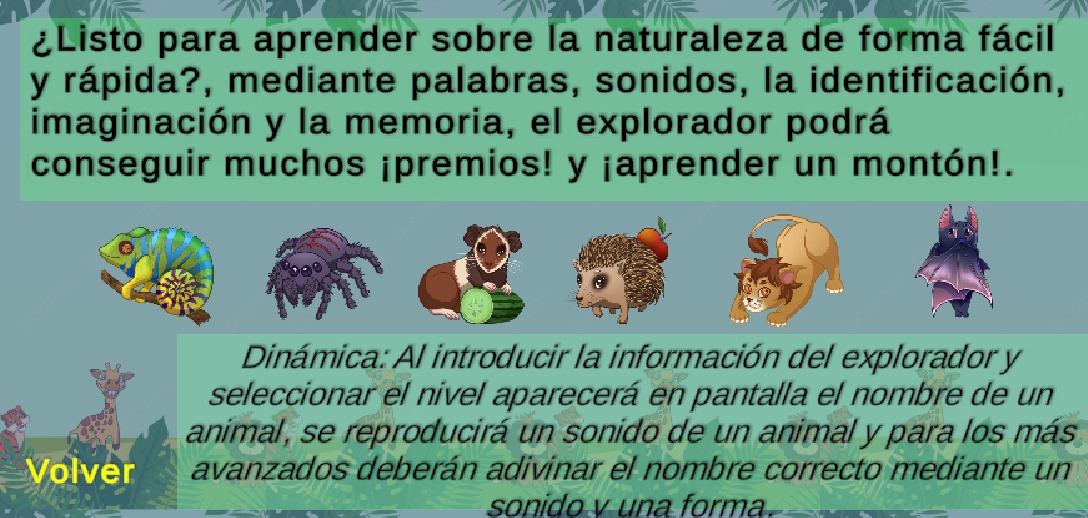 ¿Listo para aprender sobre la naturaleza de forma fácil
y rápida?, mediante palabras, sonidos, la identificación,
imaginación y la memoria, el explorador podrá
conseguir muchos ¡premios! y ¡aprender un montón!.
Dinámica: Al introducir la información del explorador y
seleccionar el nivel aparecerá en pantalla el nombre de un
animal, se reproducirá un sonido de un animal y para los más
avanzados deberán adivinar el nombre correcto mediante un
sonido y una forma.
Volver